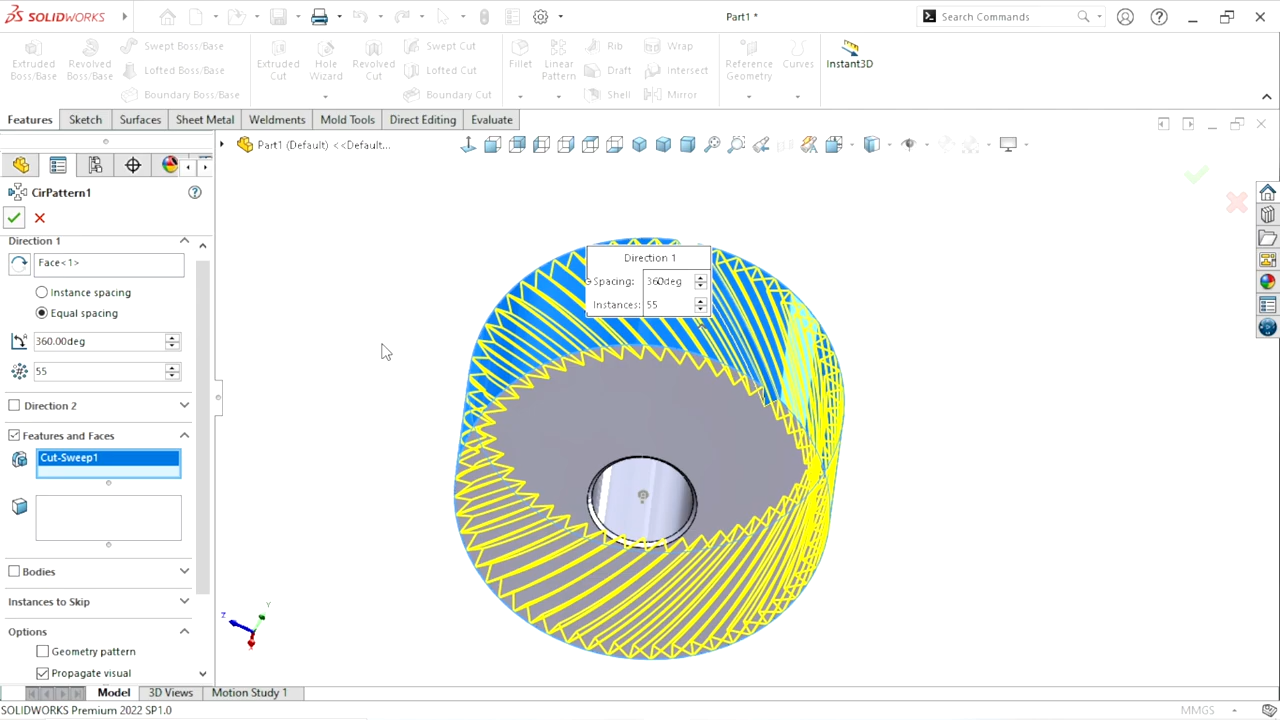 SOLIDWORKS
Part1 *
Search Commands
Extruded Boss/Base
Revolved Boss/Base
Swept Boss/Base
Lofted Boss/Base
Boundary Boss/Base
Extruded Cut
Hole Wizard
Revolved Cut
Swept Cut
Lofted Cut
Boundary Cut
Fillet
Linear Pattern
Rib
Draft
Shell
Wrap
Intersect
Mirror
Reference Geometry
Curves
Instant3D
Features
Sketch
Surfaces
Sheet Metal
Weldments
Mold Tools
Direct Editing
Evaluate
Part1 (Default) <<Default...
CirPattern1
Direction 1
Face<1>
Instance spacing
Equal spacing
360.00deg
55
Direction 2
Features and Faces
Cut-Sweep1
Bodies
Instances to Skip
Options
Geometry pattern
Propagate visual
Direction 1
Spacing: 360deg
Instances: 55
Z
Y
Model
3D Views
Motion Study 1
SOLIDWORKS Premium 2022 SP1.0
MMGS